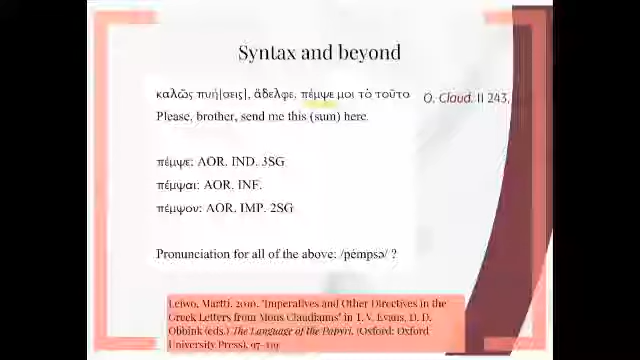 Syntax and beyond
καλῶς πυή|σεις|, ἄδελφε, πέμψε μοι τὸ τοῦτο
O. Claud. II 243,
Please, brother, send me this (sum) here.
πέμψε: AOR. IND. 3SG
πέμψαι: AOR. INF.
πέμψον: AOR. IMP. 2SG
Pronunciation for all of the above: /pémpsə/ ?
Leiwo, Martti. 2010. "Imperatives and Other Directives in the
Greek Letters from Mons Claudianus" in T. V. Evans, D. D.
Obbink (eds.) The Language of the Papyri. (Oxford: Oxford
University Press), 97–119